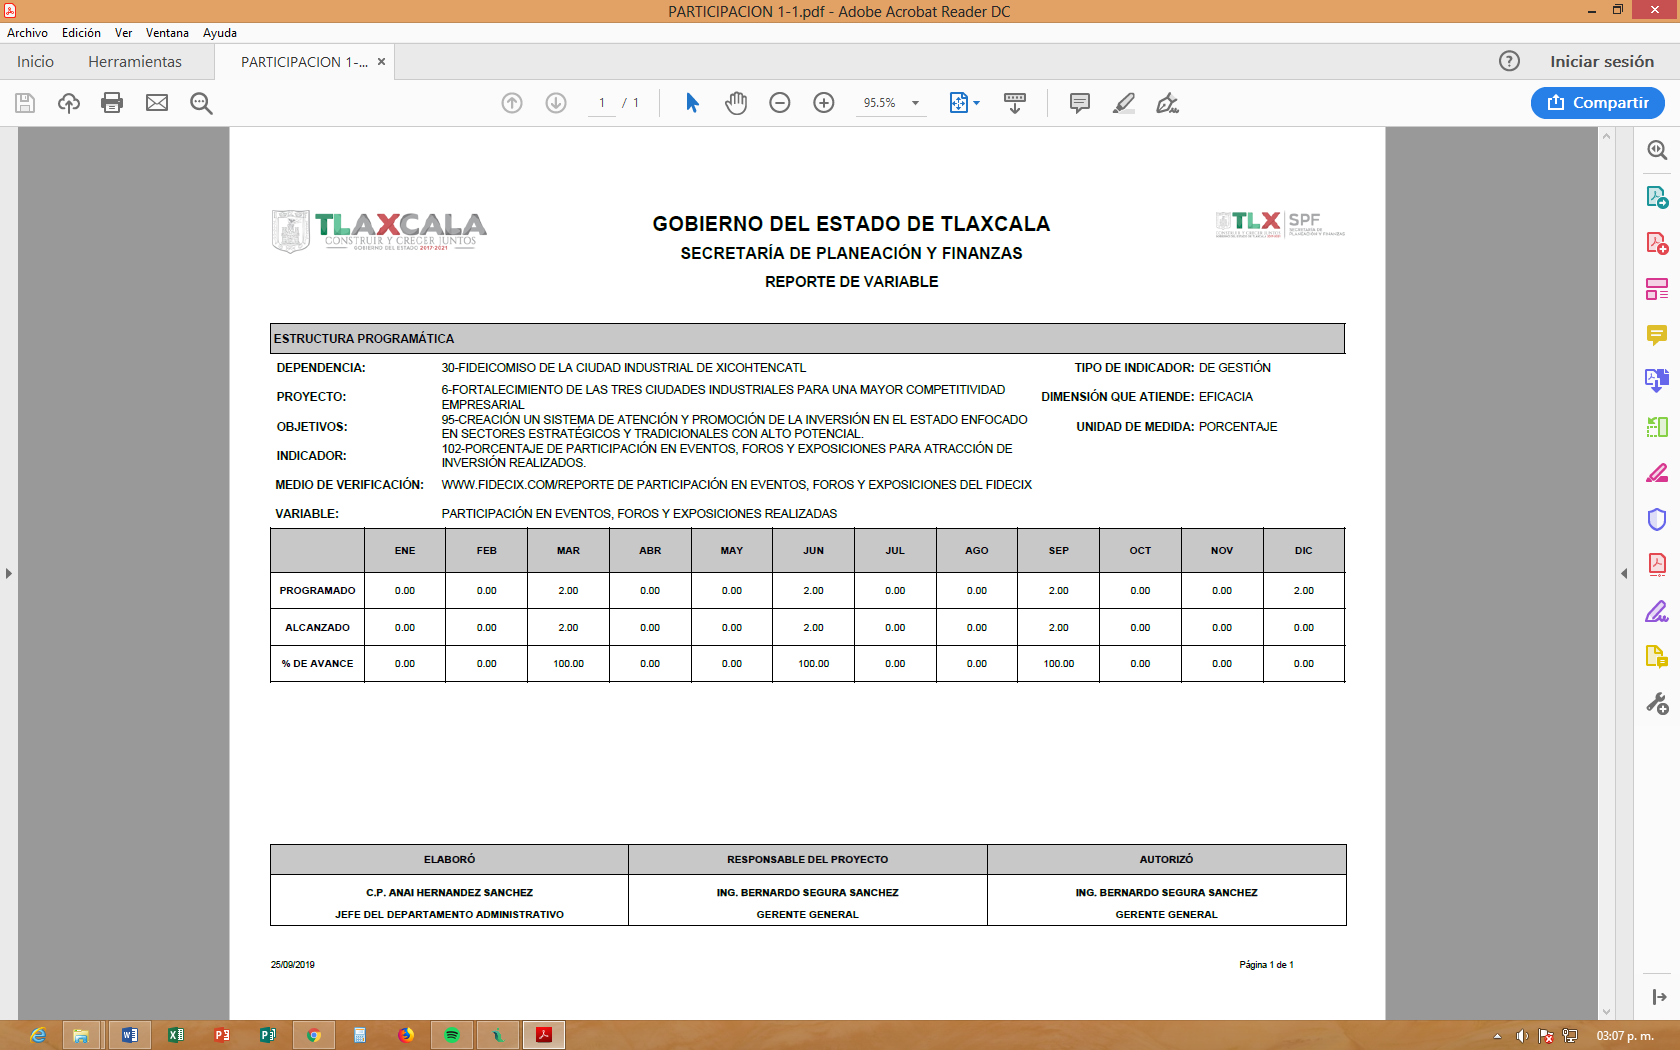 PARTICIPACION 1-1.pdf - Adobe Acrobat Reader DC
Archivo Edición Ver Ventana Ayuda
Inicio Herramientas PARTICIPACION 1-... × Iniciar sesión
1 / 1 95.5% Compartir
TLAXCALA
CONSTRUIR Y CRECER JUNTOS
GOBIERNO DEL ESTADO 2017-2021
GOBIERNO DEL ESTADO DE TLAXCALA
SECRETARÍA DE PLANEACIÓN Y FINANZAS
REPORTE DE VARIABLE
TLX SPF
SECRETARÍA DE
PLANEACIÓN Y FINANZAS
ESTRUCTURA PROGRAMÁTICA
DEPENDENCIA: 30-FIDEICOMISO DE LA CIUDAD INDUSTRIAL DE XICOHTENCATL TIPO DE INDICADOR: DE GESTIÓN
PROYECTO: 6-FORTALECIMIENTO DE LAS TRES CIUDADES INDUSTRIALES PARA UNA MAYOR COMPETITIVIDAD
EMPRESARIAL DIMENSIÓN QUE ATIENDE: EFICACIA
OBJETIVOS: 95-CREACIÓN UN SISTEMA DE ATENCIÓN Y PROMOCIÓN DE LA INVERSIÓN EN EL ESTADO ENFOCADO
EN SECTORES ESTRATÉGICOS Y TRADICIONALES CON ALTO POTENCIAL. UNIDAD DE MEDIDA: PORCENTAJE
INDICADOR: 102-PORCENTAJE DE PARTICIPACIÓN EN EVENTOS, FOROS Y EXPOSICIONES PARA ATRACCIÓN DE
INVERSIÓN REALIZADOS.
MEDIO DE VERIFICACIÓN: WWW.FIDECIX.COM/REPORTE DE PARTICIPACIÓN EN EVENTOS, FOROS Y EXPOSICIONES DEL FIDECIX
VARIABLE: PARTICIPACIÓN EN EVENTOS, FOROS Y EXPOSICIONES REALIZADAS
ENE FEB MAR ABR MAY JUN JUL AGO SEP OCT NOV DIC
PROGRAMADO 0.00 0.00 2.00 0.00 0.00 2.00 0.00 0.00 2.00 0.00 0.00 2.00
ALCANZADO 0.00 0.00 2.00 0.00 0.00 2.00 0.00 0.00 2.00 0.00 0.00 0.00
% DE AVANCE 0.00 0.00 100.00 0.00 0.00 100.00 0.00 0.00 100.00 0.00 0.00 0.00
ELABORÓ RESPONSABLE DEL PROYECTO AUTORIZÓ
C.P. ANAI HERNANDEZ SANCHEZ ING. BERNARDO SEGURA SANCHEZ ING. BERNARDO SEGURA SANCHEZ
JEFE DEL DEPARTAMENTO ADMINISTRATIVO GERENTE GENERAL GERENTE GENERAL
25/09/2019 Página 1 de 1
03:07 p. m.